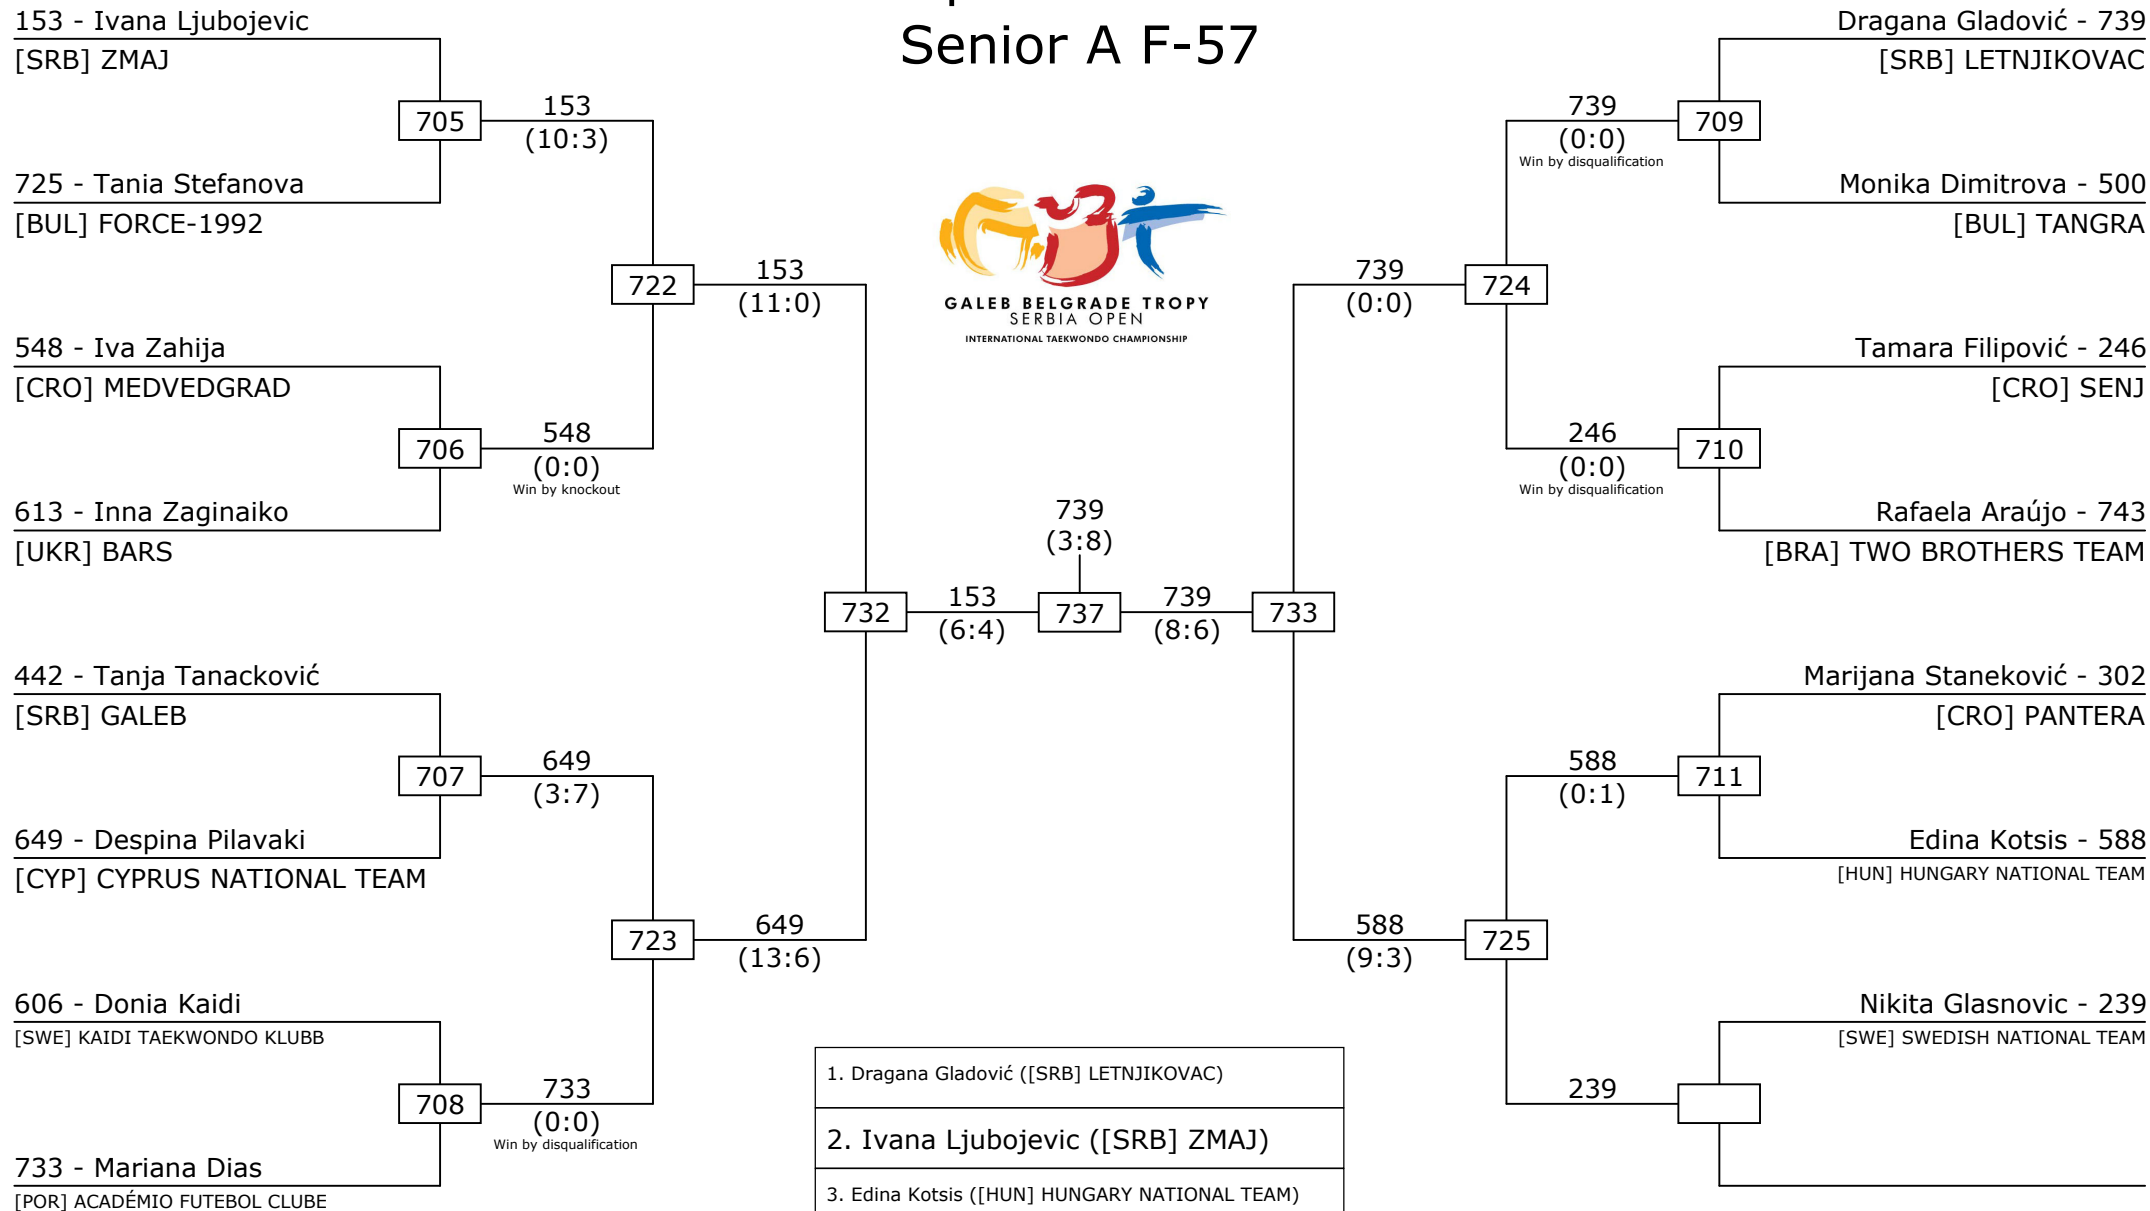 Senior A F-57
153 - Ivana Ljubojevic
[SRB] ZMAJ
705
153
(10:3)
725 - Tania Stefanova
[BUL] FORCE-1992
722
153
(11:0)
548 - Iva Zahija
[CRO] MEDVEDGRAD
706
548
(0:0)
Win by knockout
613 - Inna Zaginaiko
[UKR] BARS
732
153
(6:4)
442 - Tanja Tanacković
[SRB] GALEB
707
649
(3:7)
649 - Despina Pilavaki
[CYP] CYPRUS NATIONAL TEAM
723
649
(13:6)
606 - Donia Kaidi
[SWE] KAIDI TAEKWONDO KLUBB
708
733
(0:0)
Win by disqualification
733 - Mariana Dias
[POR] ACADÉMIO FUTEBOL CLUBE
GALEB BELGRADE TROPY
SERBIA OPEN
INTERNATIONAL TAEKWONDO CHAMPIONSHIP
739
(3:8)
737
Dragana Gladović - 739
[SRB] LETNJIKOVAC
739
(0:0)
Win by disqualification
709
Monika Dimitrova - 500
[BUL] TANGRA
739
(0:0)
724
Tamara Filipović - 246
[CRO] SENJ
246
(0:0)
Win by disqualification
710
Rafaela Araújo - 743
[BRA] TWO BROTHERS TEAM
739
(8:6)
733
Marijana Staneković - 302
[CRO] PANTERA
588
(0:1)
711
Edina Kotsis - 588
[HUN] HUNGARY NATIONAL TEAM
588
(9:3)
725
Nikita Glasnovic - 239
[SWE] SWEDISH NATIONAL TEAM
239
1. Dragana Gladović ([SRB] LETNJIKOVAC)
2. Ivana Ljubojevic ([SRB] ZMAJ)
3. Edina Kotsis ([HUN] HUNGARY NATIONAL TEAM)